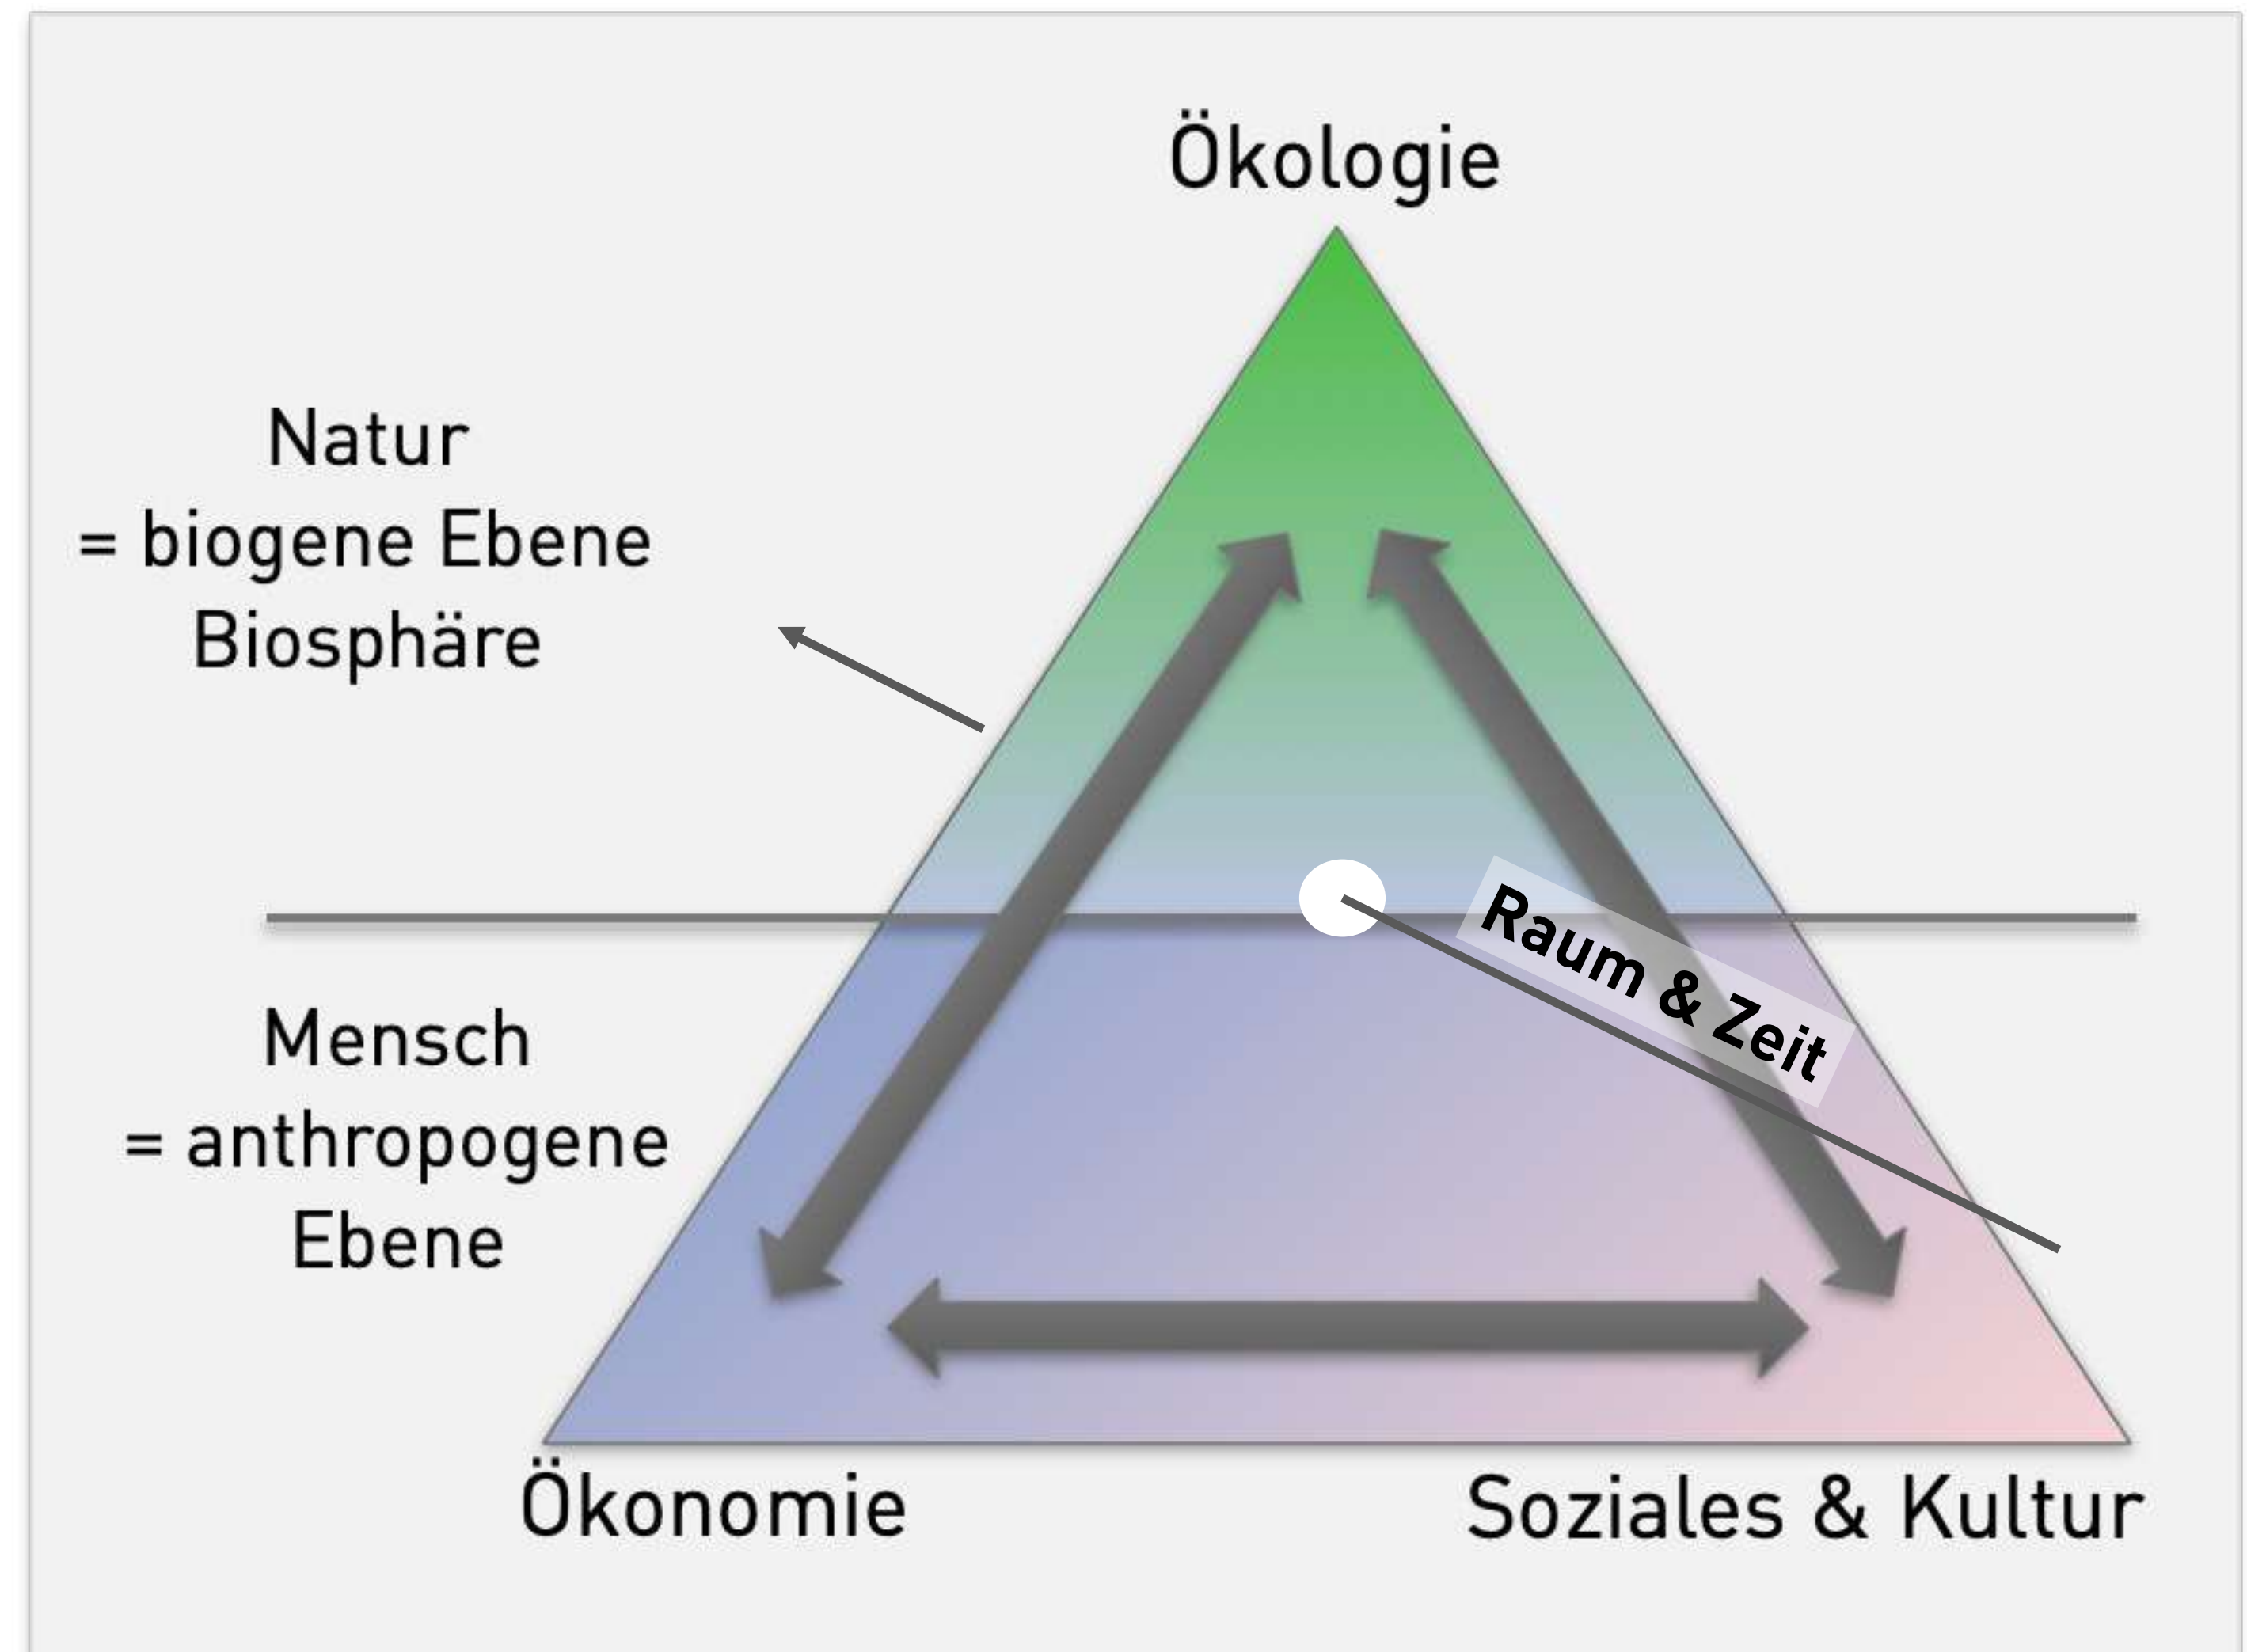 Ökologie
Natur
= biogene Ebene
Biosphäre
Raum & Zeit
Mensch
= anthropogene
Ebene
Ökonomie
Soziales & Kultur